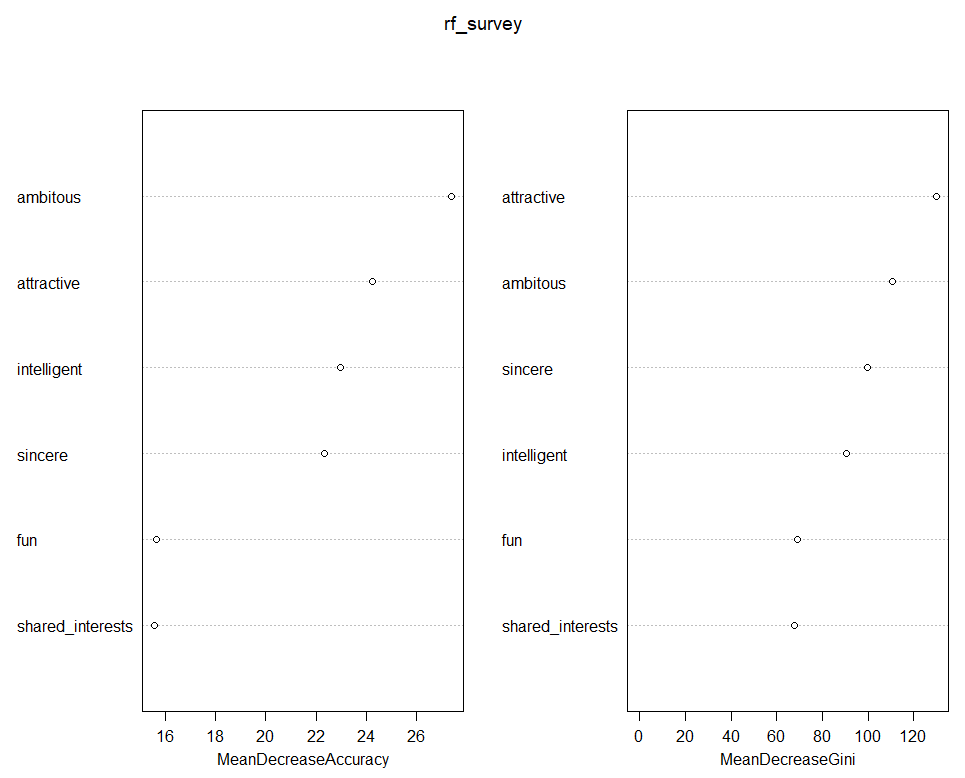 rf_survey
ambitous
attractive
intelligent
sincere
fun
shared_interests
16 18 20 22 24 26
MeanDecreaseAccuracy
attractive
ambitous
sincere
intelligent
fun
shared_interests
0 20 40 60 80 100 120
MeanDecreaseGini